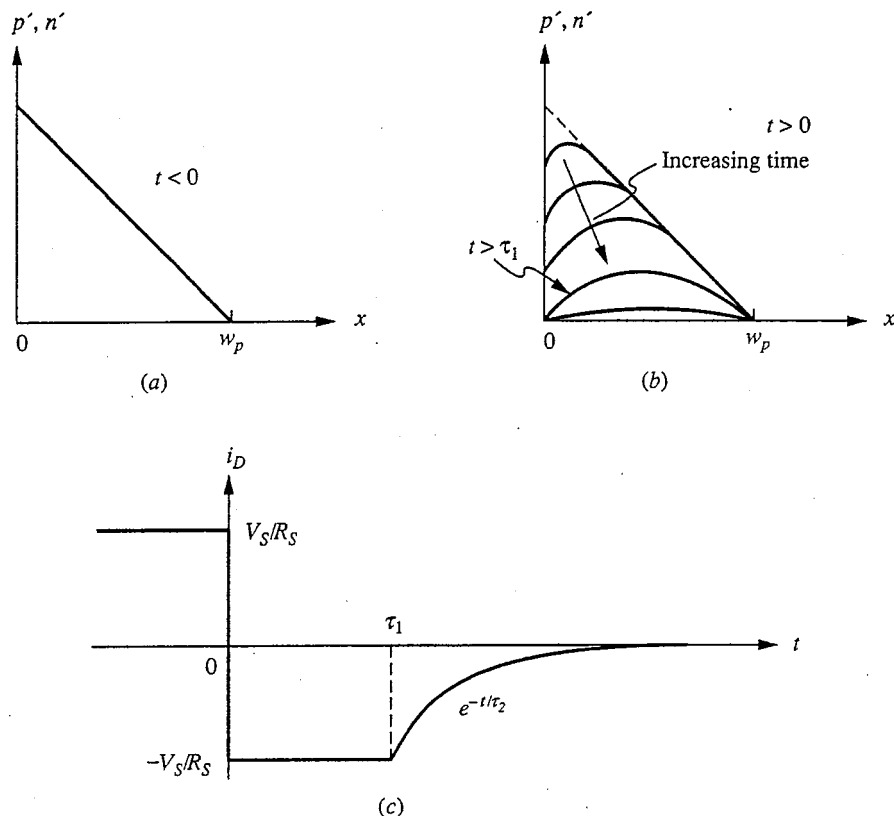 p´, n´
t < 0
0
w_p
x
(a)
p´, n´
t > 0
Increasing time
t > τ_1
0
w_p
x
(b)
i_D
V_S/R_S
τ_1
0
t
e^{-t/τ_2}
-V_S/R_S
(c)